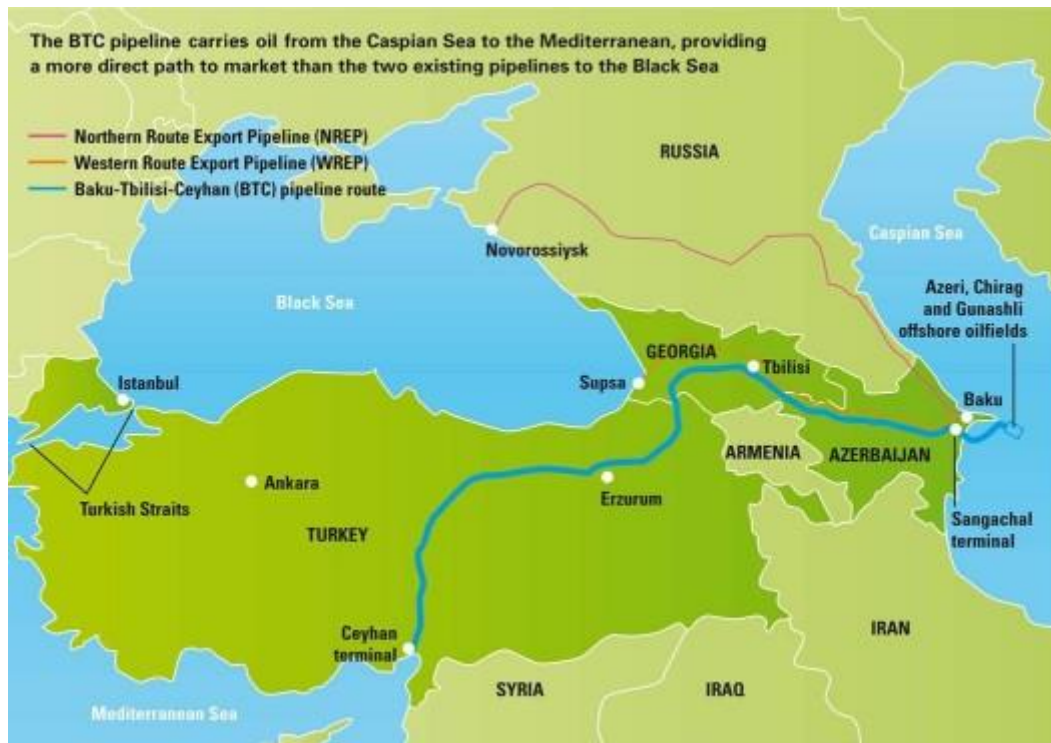 The BTC pipeline carries oil from the Caspian Sea to the Mediterranean, providing
a more direct path to market than the two existing pipelines to the Black Sea
Northern Route Export Pipeline (NREP)
Western Route Export Pipeline (WREP)
Baku-Tbilisi-Ceyhan (BTC) pipeline route
RUSSIA
Caspian Sea
Novorossiysk
Azeri, Chirag
and Gunashli
offshore oilfields
Black Sea
GEORGIA
Tbilisi
Istanbul
Supsa
Baku
ARMENIA
AZERBAIJAN
Ankara
Erzurum
Turkish Straits
Sangachal
terminal
TURKEY
Ceyhan
terminal
IRAN
SYRIA
IRAQ
Mediterranean Sea